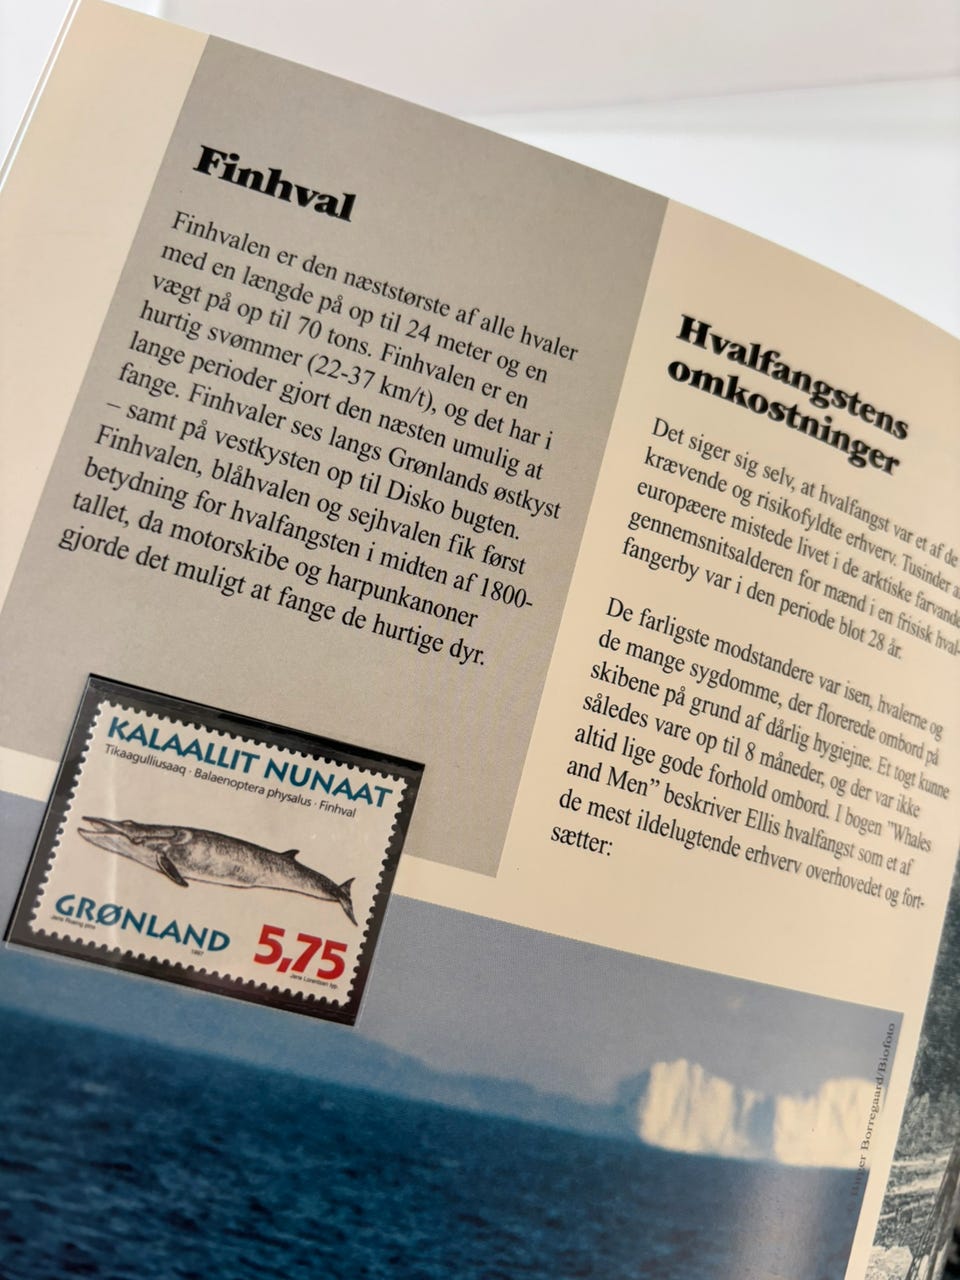 Finhval
Finhvalen er den næststørste af alle hvaler
med en længde på op til 24 meter og en
vægt på op til 70 tons. Finhvalen er en
hurtig svømmer (22-37 km/t), og det har i
lange perioder gjort den næsten umulig at
fange. Finhvaler ses langs Grønlands østkyst
– samt på vestkysten op til Disko bugten.
Finhvalen, blåhvalen og sejhvalen fik først
betydning for hvalfangsten i midten af 1800-
tallet, da motorskibe og harpunkanoner
gjorde det muligt at fange de hurtige dyr.
KALAALLIT NUNAAT
Tikaagulliusaaq · Balaenoptera physalus · Finhval
GRØNLAND
Jens Rosing pinx
1997
5,75
Jens Lorentsen typ.
Hvalfangstens
omkostninger
Det siger sig selv, at hvalfangst var et af de
krævende og risikofyldte erhverv. Tusinder a
europæere mistede livet i de arktiske farvande
gennemsnitsalderen for mænd i en frisisk hval-
fangerby var i den periode blot 28 år.
De farligste modstandere var isen, hvalerne og
de mange sygdomme, der florerede ombord på
skibene på grund af dårlig hygiejne. Et togt kunne
således vare op til 8 måneder, og der var ikke
altid lige gode forhold ombord. I bogen "Whales
and Men" beskriver Ellis hvalfangst som et af
de mest ildelugtende erhverv overhovedet og fort-
sætter:
Borregaard/Biofoto